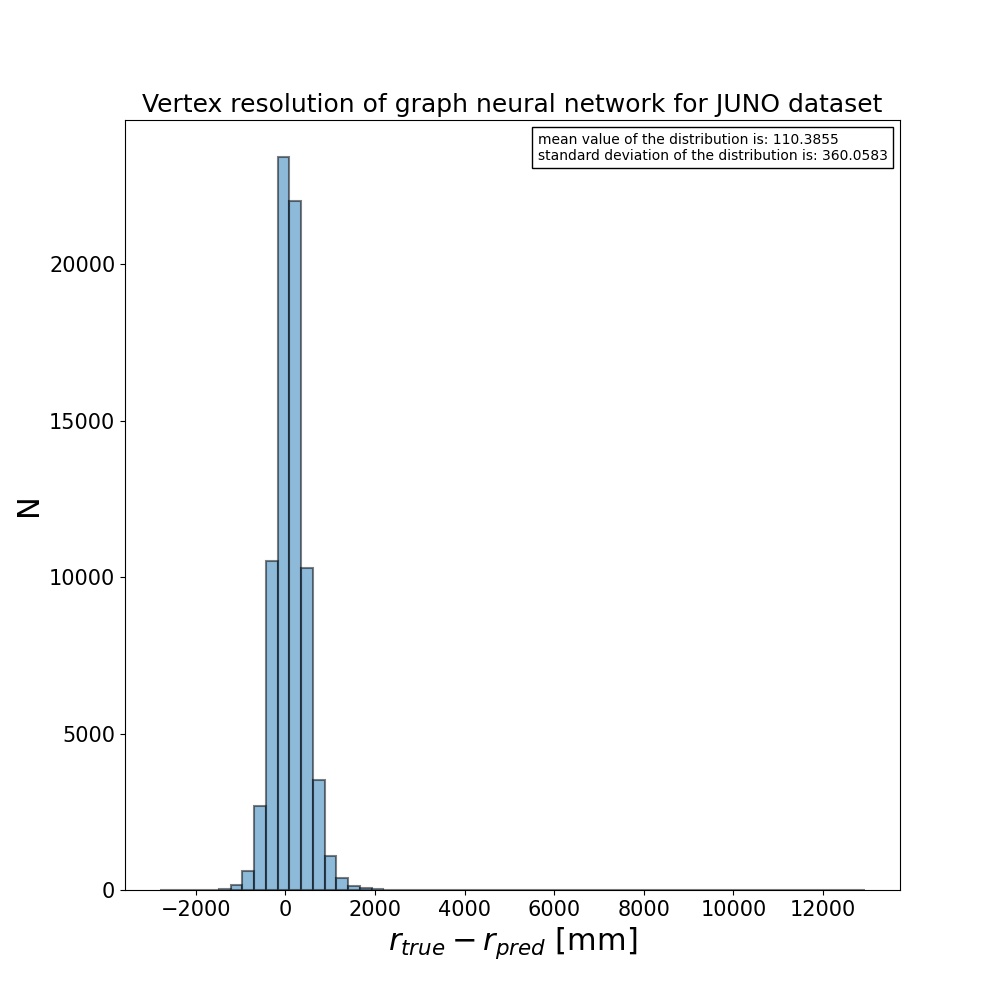 Vertex resolution of graph neural network for JUNO dataset
mean value of the distribution is: 110.3855
standard deviation of the distribution is: 360.0583
20000
15000
N
10000
5000
0
−2000 0 2000 4000 6000 8000 10000 12000
r_true − r_pred [mm]